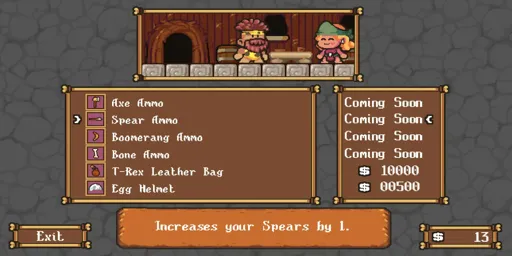 Axe Ammo
Coming Soon
Spear Ammo
Coming Soon
Boomerang Ammo
Coming Soon
Bone Ammo
Coming Soon
T-Rex Leather Bag
$ 10000
Egg Helmet
$ 00500
Increases your Spears by 1.
Exit
$ 13